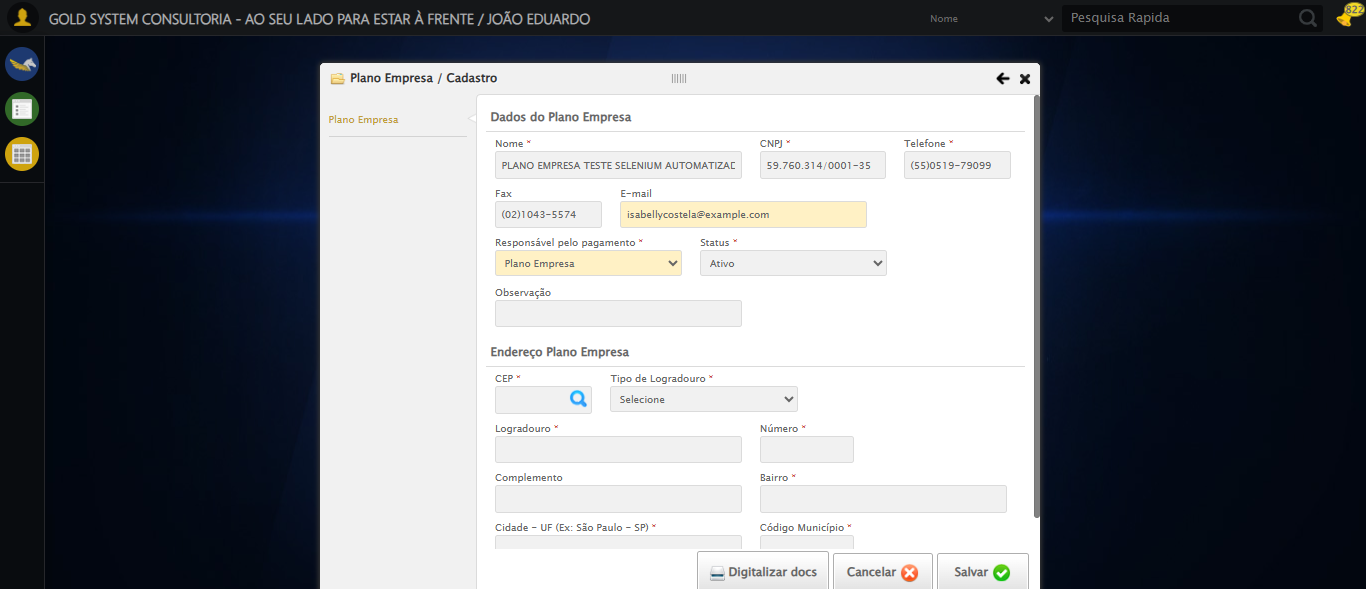 GOLD SYSTEM CONSULTORIA - AO SEU LADO PARA ESTAR À FRENTE / JOÃO EDUARDO
Nome
Pesquisa Rapida
822
Plano Empresa / Cadastro
Plano Empresa
Dados do Plano Empresa
Nome * CNPJ * Telefone *
PLANO EMPRESA TESTE SELENIUM AUTOMATIZAD 59.760.314/0001-35 (55)0519-79099
Fax E-mail
(02)1043-5574 isabellycostela@example.com
Responsável pelo pagamento * Status *
Plano Empresa Ativo
Observação
Endereço Plano Empresa
CEP * Tipo de Logradouro *
Selecione
Logradouro * Número *
Complemento Bairro *
Cidade - UF (Ex: São Paulo - SP) * Código Município *
Digitalizar docs Cancelar Salvar